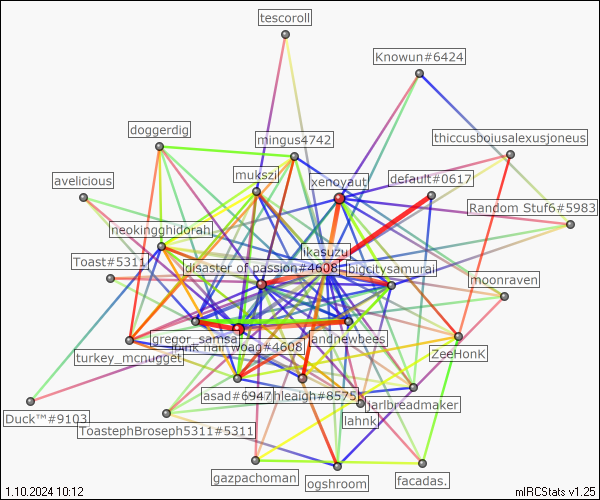 tescoroll
Knowun#6424
doggerdig
mingus4742
thiccusboiusalexusjoneus
avelicious
mukszi
xenoyaut
default#0617
Random Stuf6#5983
neokingghidorah
ikasuzu
Toast#5311
disaster of passion#4608
bigcitysamurai
moonraven
gregor_samsa
woag#4608
andnewbees
turkey_mcnugget
ZeeHonK
asad#6947
hleaigh#8575
jarlbreadmaker
Duck™#9103
ToastephBroseph5311#5311
lahnk
gazpachoman
ogshroom
facadas.
1.10.2024 10:12
mIRCStats v1.25